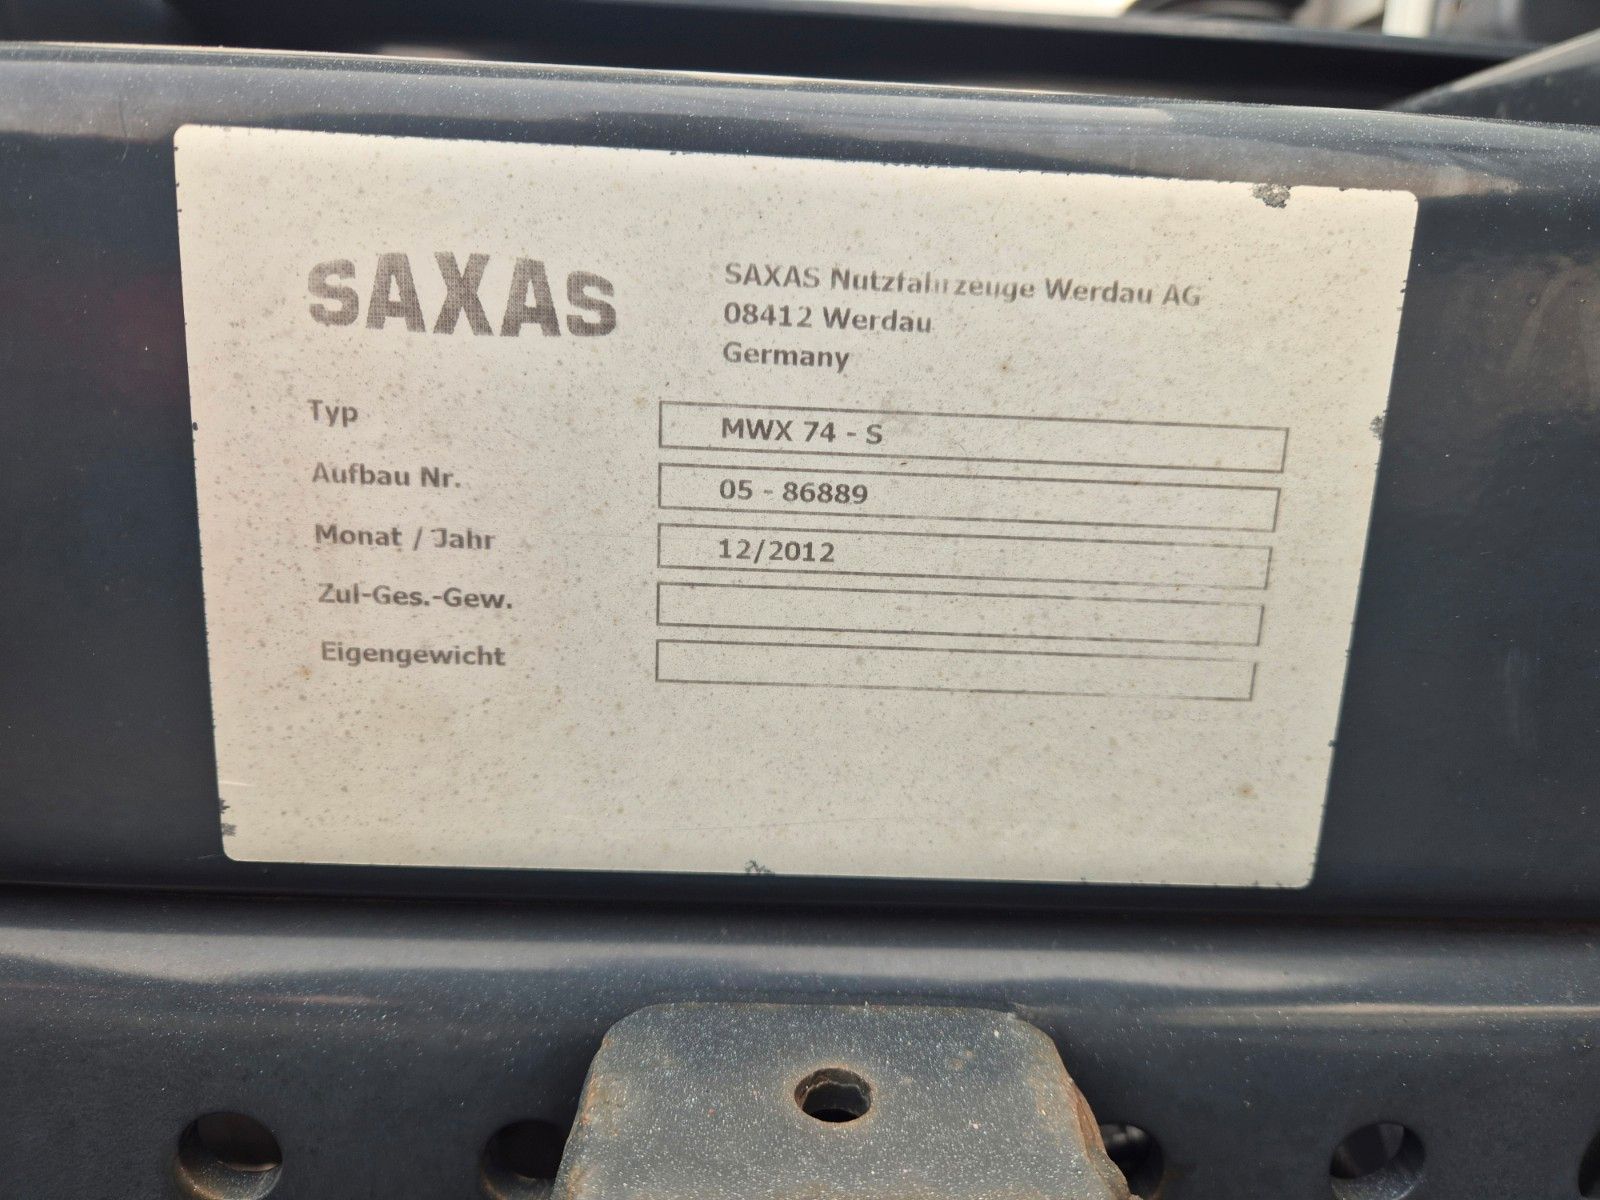 SAXAS
SAXAS Nutzfahrzeuge Werdau AG
08412 Werdau
Germany
Typ MWX 74 - S
Aufbau Nr. 05 - 86889
Monat / Jahr 12/2012
Zul-Ges.-Gew.
Eigengewicht